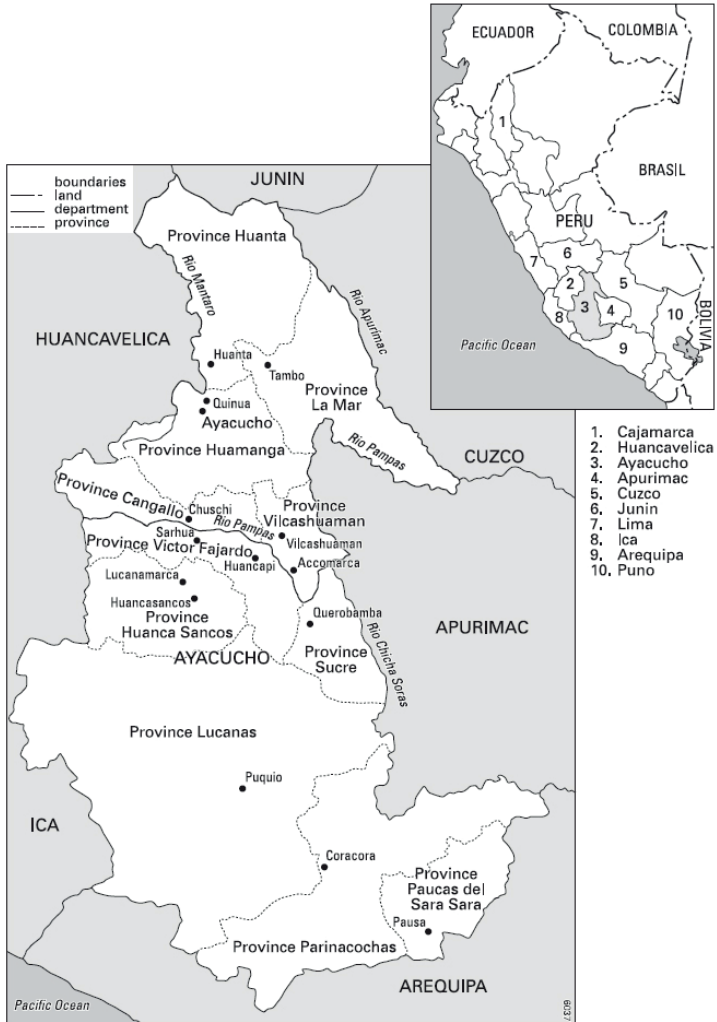 ECUADOR
COLOMBIA
1
BRASIL
PERU
7
6
2
5
3
4
10
8
9
BOLIVIA
Pacific Ocean
boundaries
land
department
province
JUNIN
Province Huanta
Rio Mantaro
Rio Apurimac
HUANCAVELICA
Huanta
Tambo
Province
La Mar
Quinua
Ayacucho
Province Huamanga
Rio Pampas
CUZCO
Province Cangallo
Chuschi
Rio Pampas
Province
Vilcashuaman
Sarhua
Vilcashuaman
Province Victor Fajardo
Huancapi
Accomarca
Lucanamarca
Huancasancos
Province
Huanca Sancos
Querobamba
Province
Sucre
Rio Chicha Soras
APURIMAC
AYACUCHO
Province Lucanas
Puquio
ICA
Coracora
Province
Paucas del
Sara Sara
Pausa
Province Parinacochas
AREQUIPA
Pacific Ocean
6037
1. Cajamarca
2. Huancavelica
3. Ayacucho
4. Apurimac
5. Cuzco
6. Junin
7. Lima
8. Ica
9. Arequipa
10. Puno